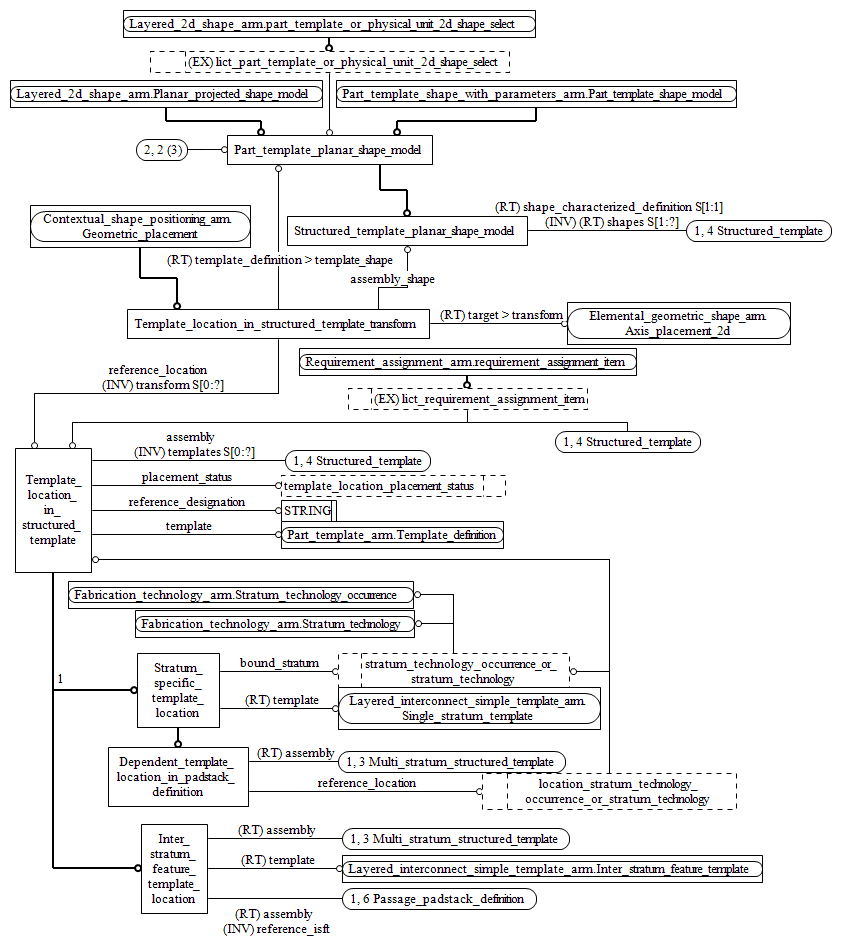 Layered_2d_shape_arm.part_template_or_physical_unit_2d_shape_select
(EX) lict_part_template_or_physical_unit_2d_shape_select
Layered_2d_shape_arm.Planar_projected_shape_model
Part_template_shape_with_parameters_arm.Part_template_shape_model
2, 2 (3)
Part_template_planar_shape_model
Contextual_shape_positioning_arm.
Geometric_placement
Structured_template_planar_shape_model
(RT) shape_characterized_definition S[1:1]
(INV) (RT) shapes S[1:?]
1, 4 Structured_template
(RT) template_definition > template_shape
assembly_shape
Template_location_in_structured_template_transform
(RT) target > transform
Elemental_geometric_shape_arm.
Axis_placement_2d
Requirement_assignment_arm.requirement_assignment_item
reference_location
(INV) transform S[0:?]
(EX) lict_requirement_assignment_item
1, 4 Structured_template
Template_
location_
in_
structured_
template
assembly
(INV) templates S[0:?]
1, 4 Structured_template
placement_status
template_location_placement_status
reference_designation
STRING
template
Part_template_arm.Template_definition
Fabrication_technology_arm.Stratum_technology_occurrence
Fabrication_technology_arm.Stratum_technology
1
Stratum_
specific_
template_
location
bound_stratum
stratum_technology_occurrence_or_
stratum_technology
(RT) template
Layered_interconnect_simple_template_arm.
Single_stratum_template
Dependent_template_
location_in_padstack_
definition
(RT) assembly
1, 3 Multi_stratum_structured_template
reference_location
location_stratum_technology_
occurrence_or_stratum_technology
Inter_
stratum_
feature_
template_
location
(RT) assembly
1, 3 Multi_stratum_structured_template
(RT) template
Layered_interconnect_simple_template_arm.Inter_stratum_feature_template
1, 6 Passage_padstack_definition
(RT) assembly
(INV) reference_isft